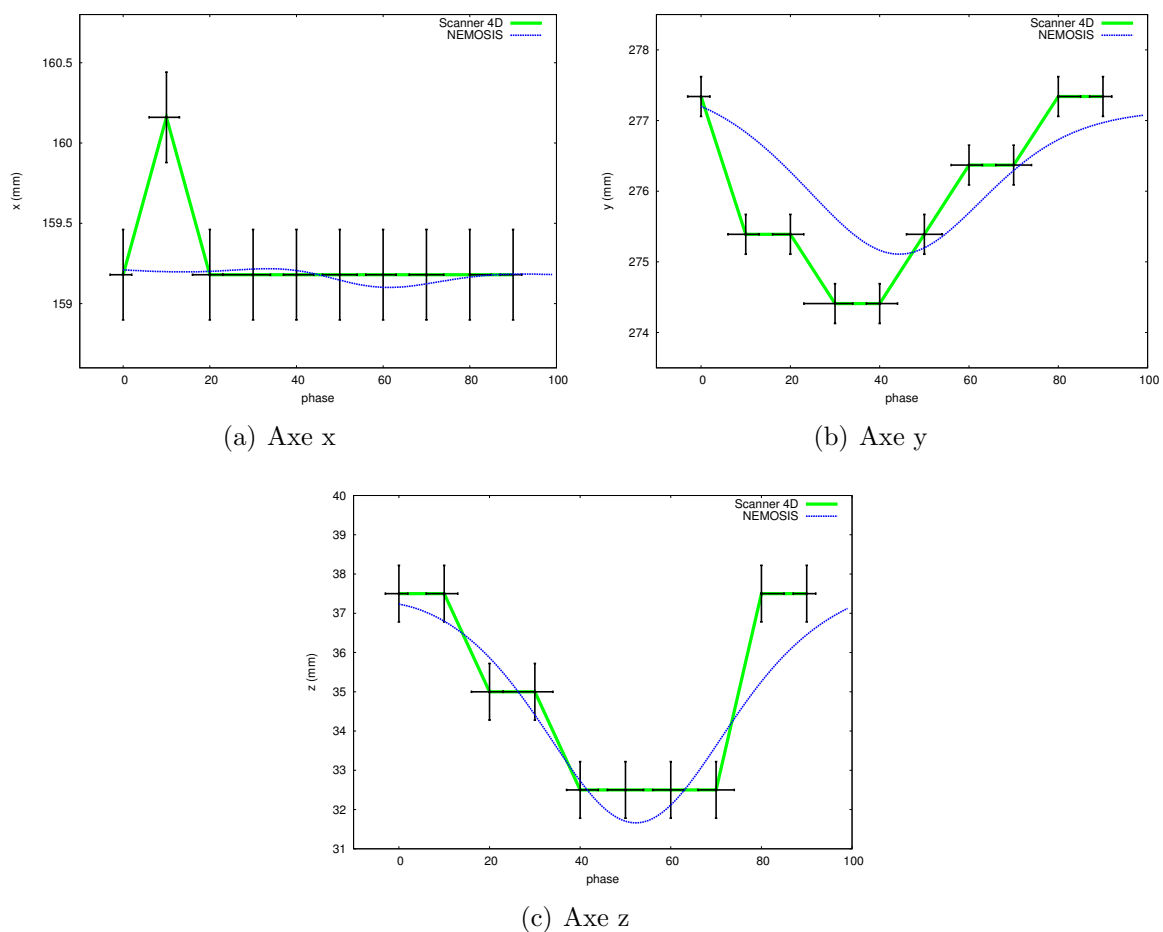 Scanner 4D
NEMOSIS
160.5
160
159.5
159
x (mm)
0 20 40 60 80 100
phase
(a) Axe x
Scanner 4D
NEMOSIS
278
277
276
275
274
y (mm)
0 20 40 60 80 100
phase
(b) Axe y
Scanner 4D
NEMOSIS
40
39
38
37
36
35
34
33
32
31
z (mm)
0 20 40 60 80 100
phase
(c) Axe z